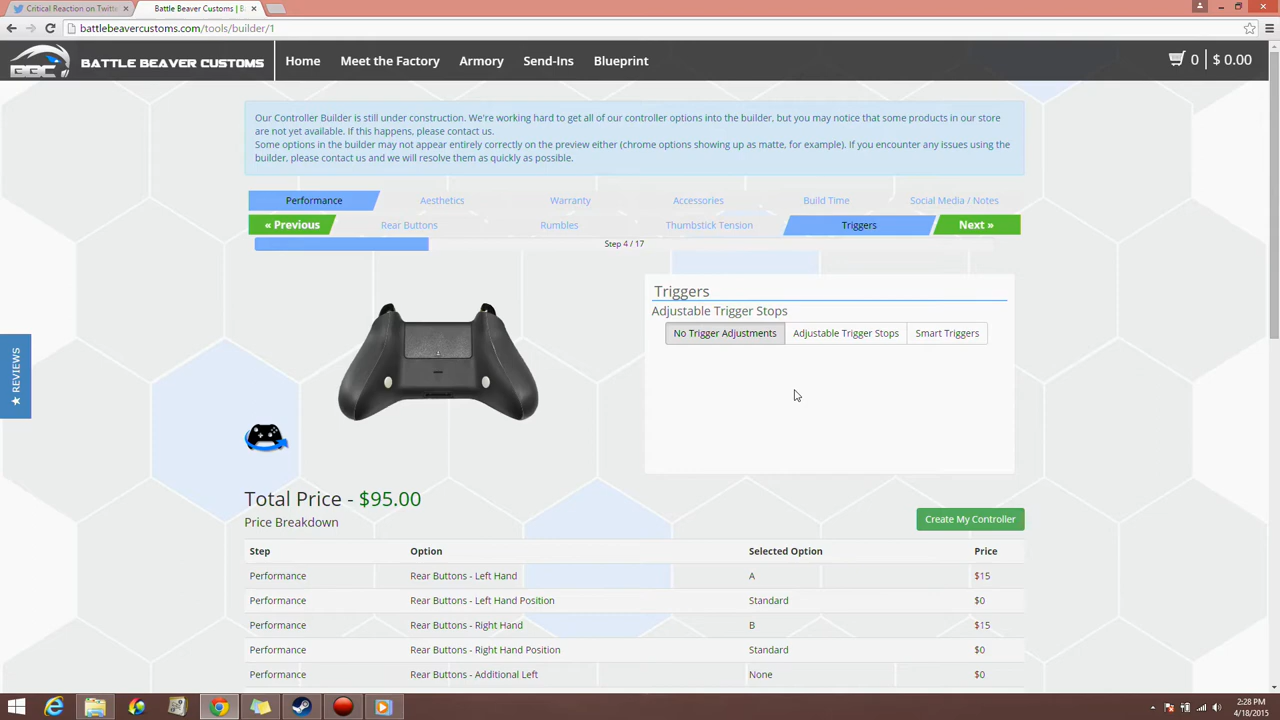 Critical Reaction on Twitt
Battle Beaver Customs | B
battlebeavercustoms.com/tools/builder/1
BATTLE BEAVER CUSTOMS
Home
Meet the Factory
Armory
Send-Ins
Blueprint
0 | $ 0.00
Our Controller Builder is still under construction. We're working hard to get all of our controller options into the builder, but you may notice that some products in our store
are not yet available. If this happens, please contact us.
Some options in the builder may not appear entirely correctly on the preview either (chrome options showing up as matte, for example). If you encounter any issues using the
builder, please contact us and we will resolve them as quickly as possible.
Performance
Aesthetics
Warranty
Accessories
Build Time
Social Media / Notes
« Previous
Rear Buttons
Rumbles
Thumbstick Tension
Triggers
Next »
Step 4 / 17
Triggers
Adjustable Trigger Stops
No Trigger Adjustments
Adjustable Trigger Stops
Smart Triggers
★ REVIEWS
Total Price - $95.00
Price Breakdown
Create My Controller
Step Option Selected Option Price
Performance Rear Buttons - Left Hand A $15
Performance Rear Buttons - Left Hand Position Standard $0
Performance Rear Buttons - Right Hand B $15
Performance Rear Buttons - Right Hand Position Standard $0
Performance Rear Buttons - Additional Left None $0
2:28 PM
4/18/2015